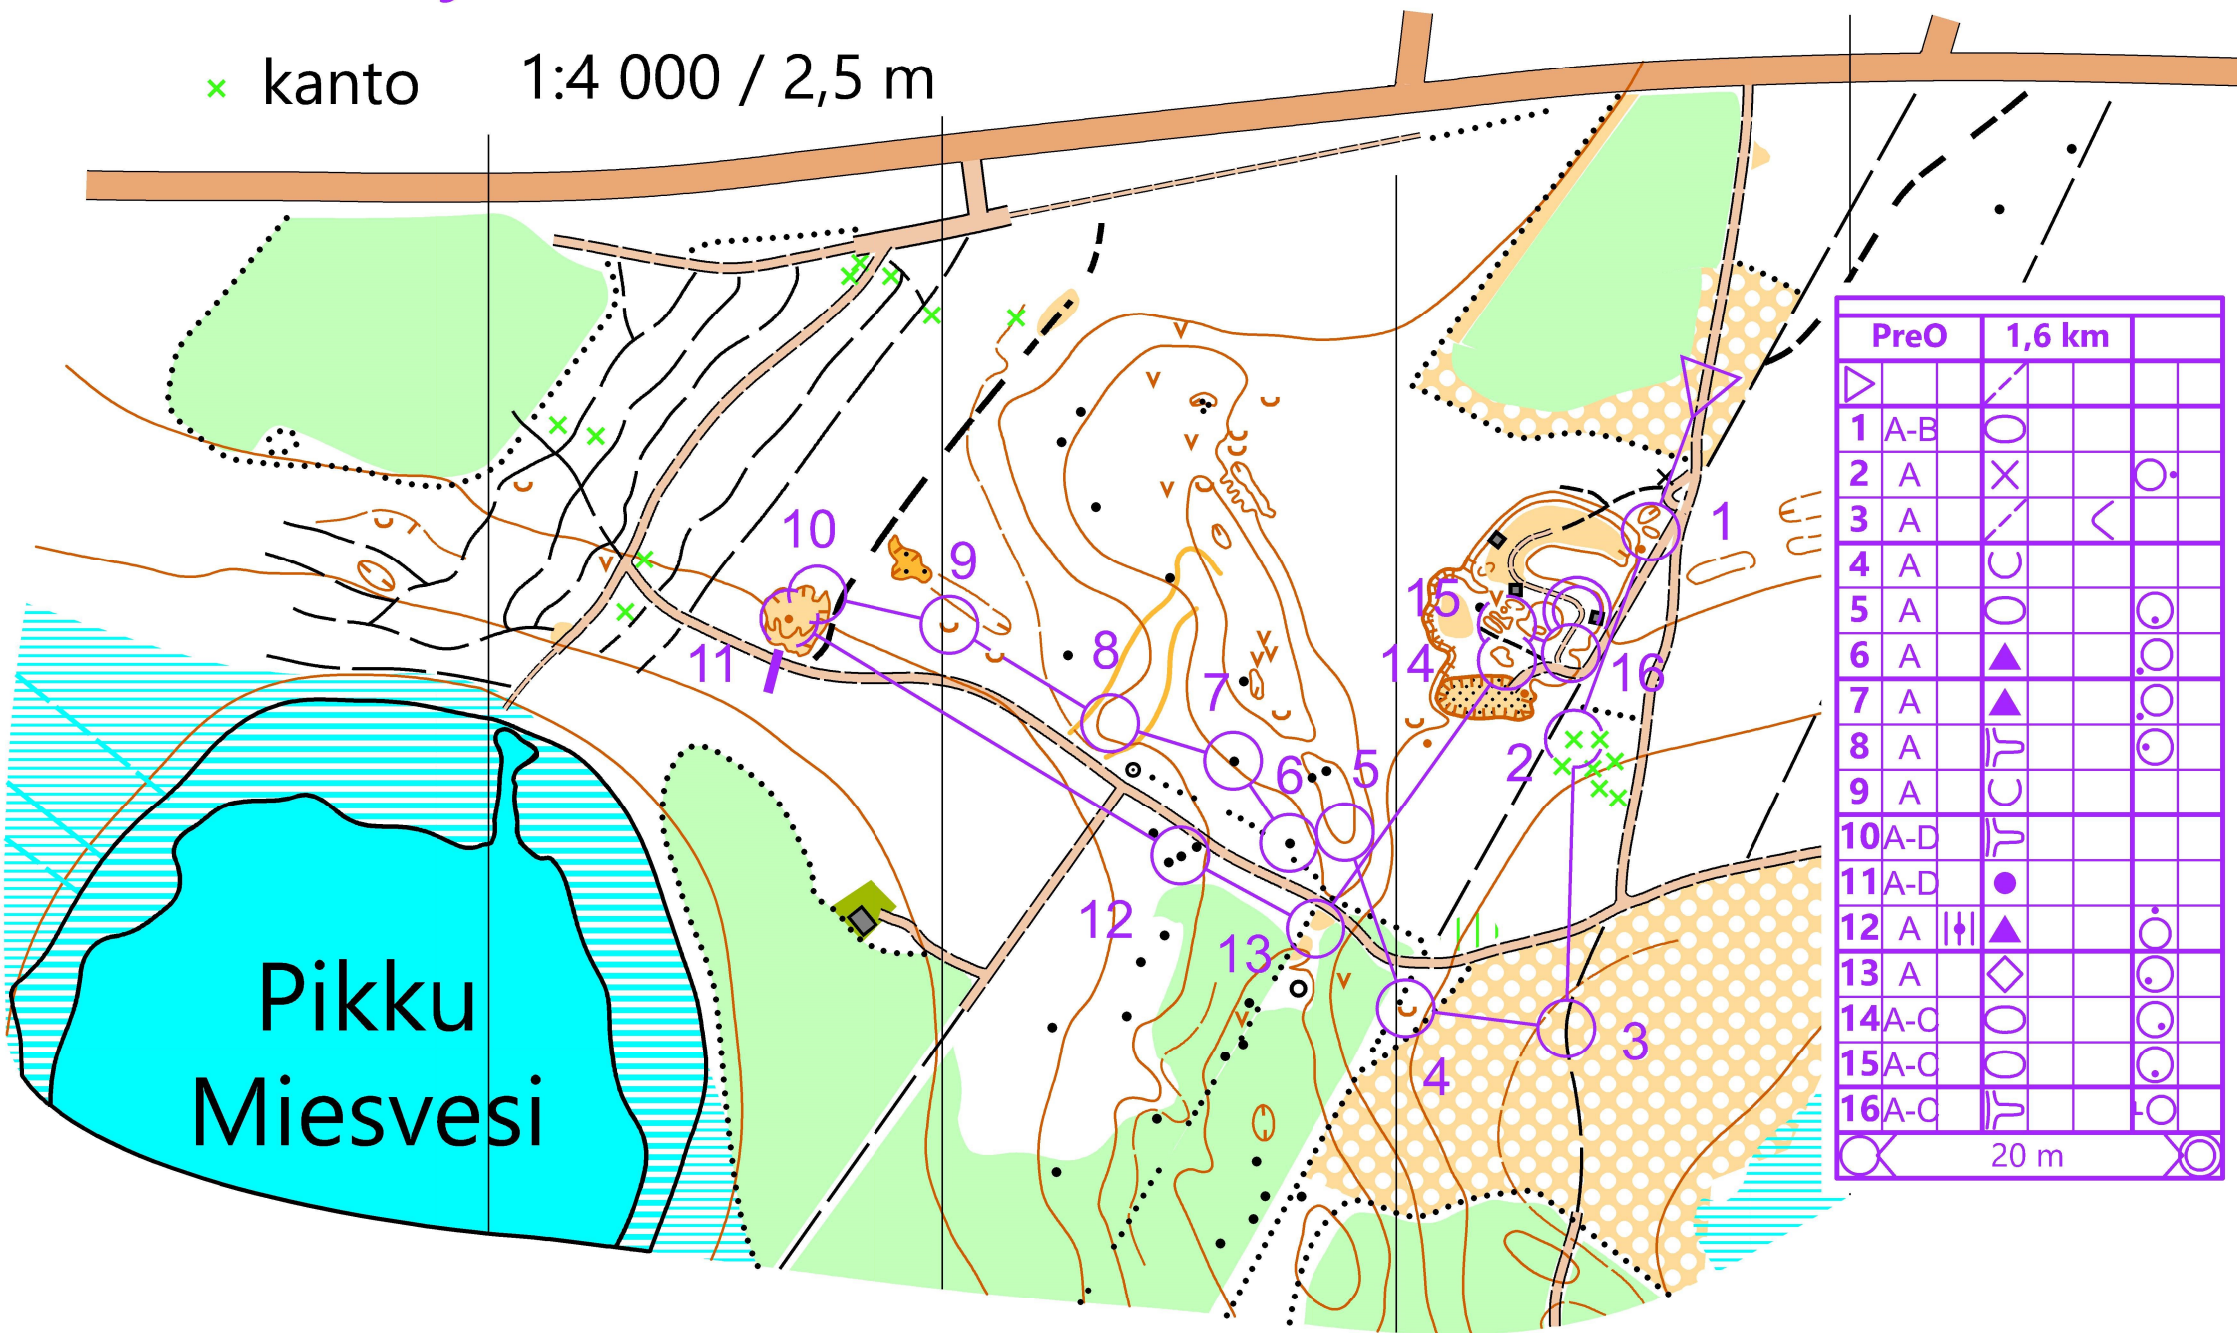 kanto 1:4 000 / 2,5 m
PreO 1,6 km
1 A-B
2 A
3 A
4 A
5 A
6 A
7 A
8 A
9 A
10 A-D
11 A-D
12 A
13 A
14 A-C
15 A-C
16 A-C
20 m
1
10
9
15
8
11
14
16
7
2
6
5
12
13
3
4
Pikku
Miesvesi